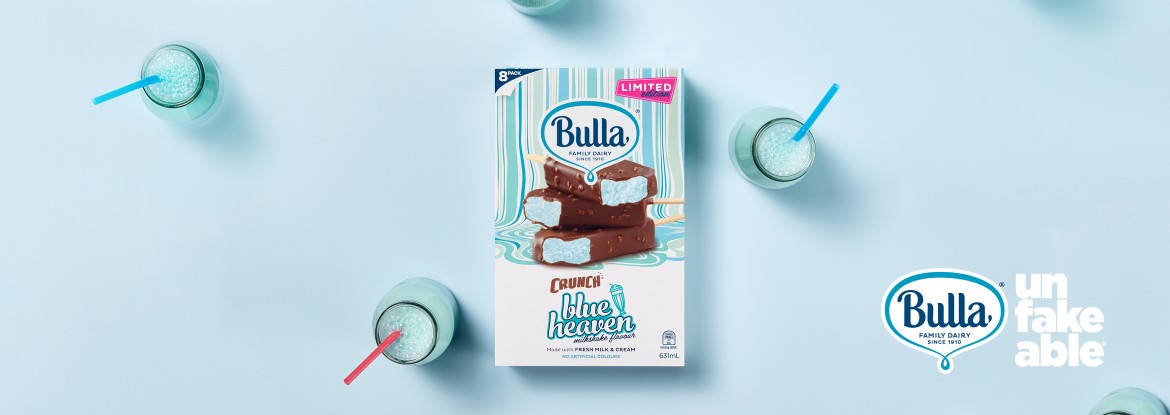 8 PACK
LIMITED
edition
Bulla
®
FAMILY DAIRY
SINCE 1910
CRUNCH
blue
heaven
milkshake flavour
Made with FRESH MILK & CREAM
NO ARTIFICIAL COLOURS
631mL
Bulla
®
FAMILY DAIRY
SINCE 1910
un
fake
able®